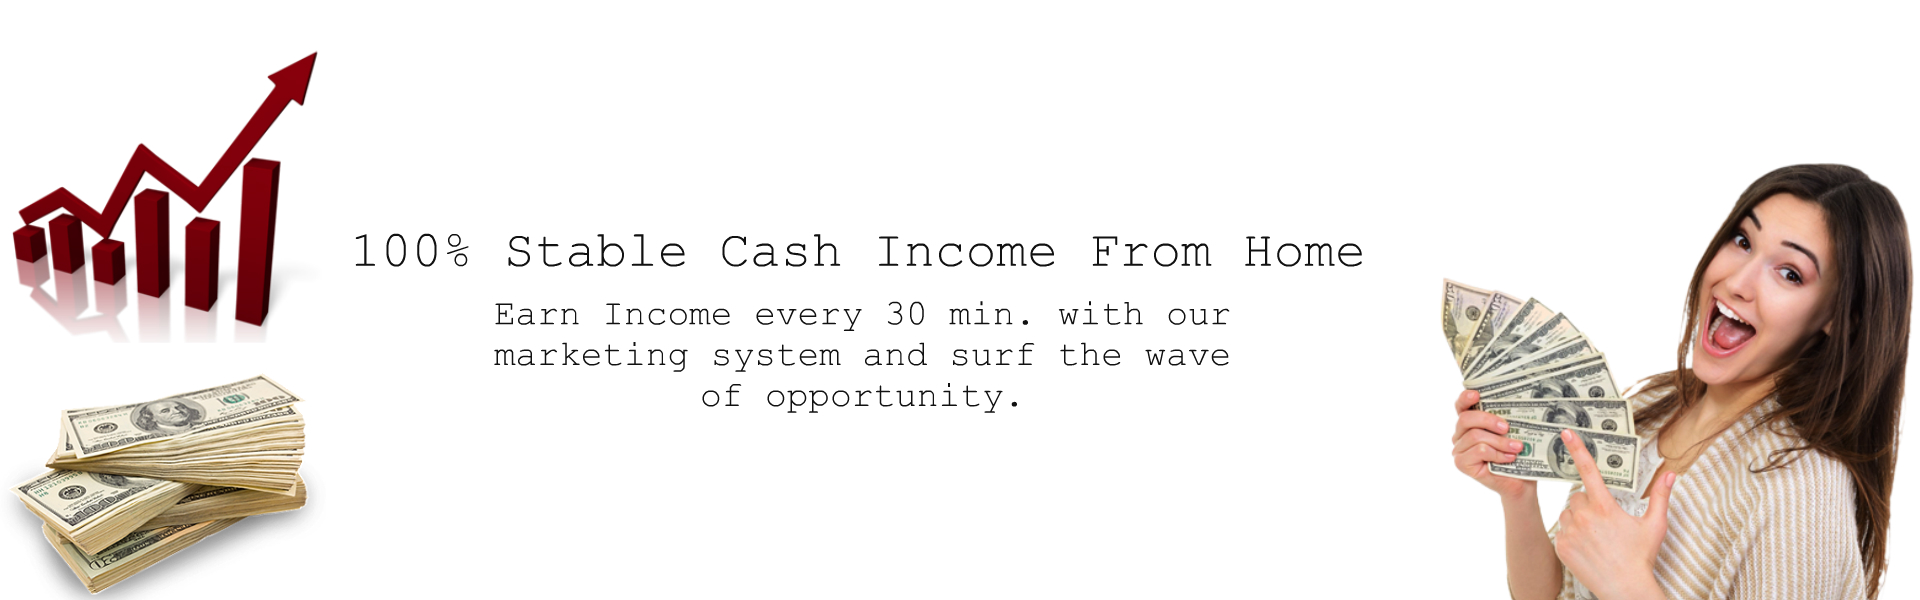 100% Stable Cash Income From Home
Earn Income every 30 min. with our
marketing system and surf the wave
of opportunity.